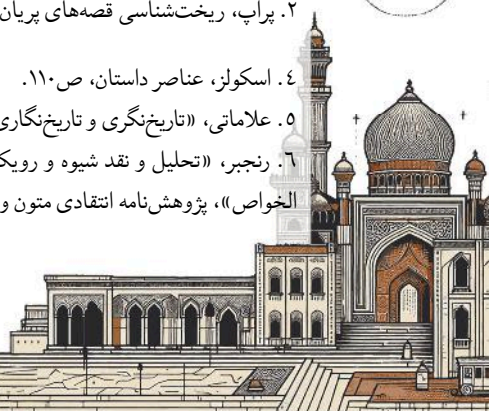 ۲. پراپ، ریخت‌شناسی قصه‌های پریان
۴. اسکولز، عناصر داستان، ص۱۱۰.
۵. علاماتی، «تاریخ‌نگری و تاریخ‌نگاری
۶. رنجبر، «تحلیل و نقد شیوه و رویک
الخواص»، پژوهش‌نامه انتقادی متون و